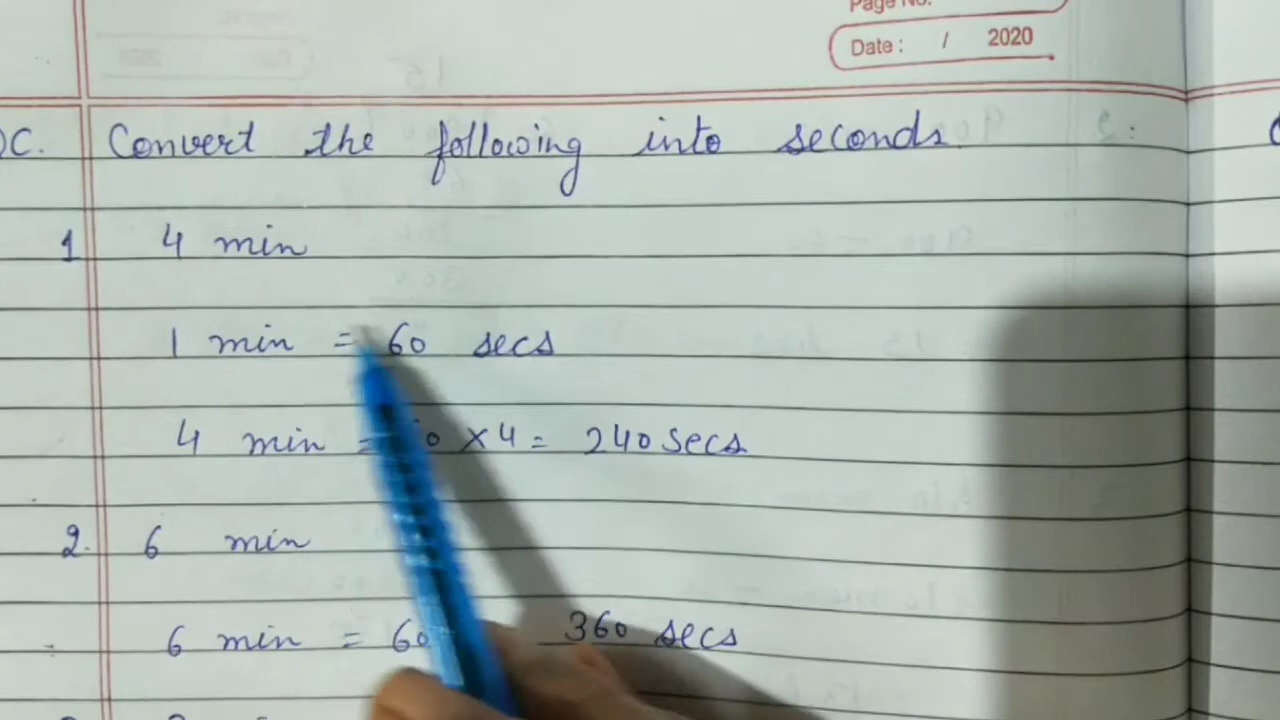 Page No.
Date : / 2020
C. Convert the following into seconds.
1 4 min
1 min = 60 secs
4 min = 0 x 4 = 240 secs
2. 6 min
6 min = 60 360 secs